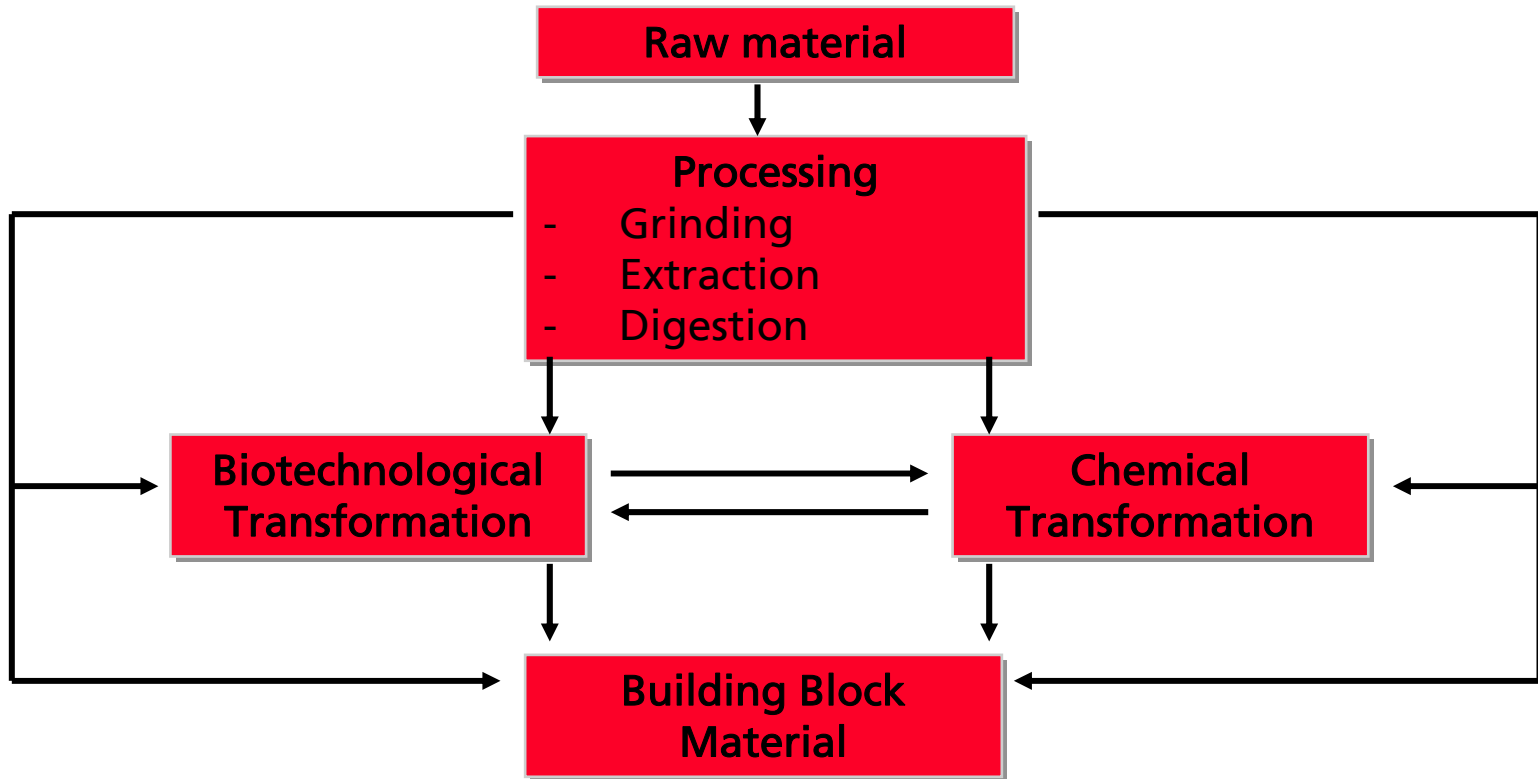 Raw material
Processing
- Grinding
- Extraction
- Digestion
Biotechnological
Transformation
Chemical
Transformation
Building Block
Material